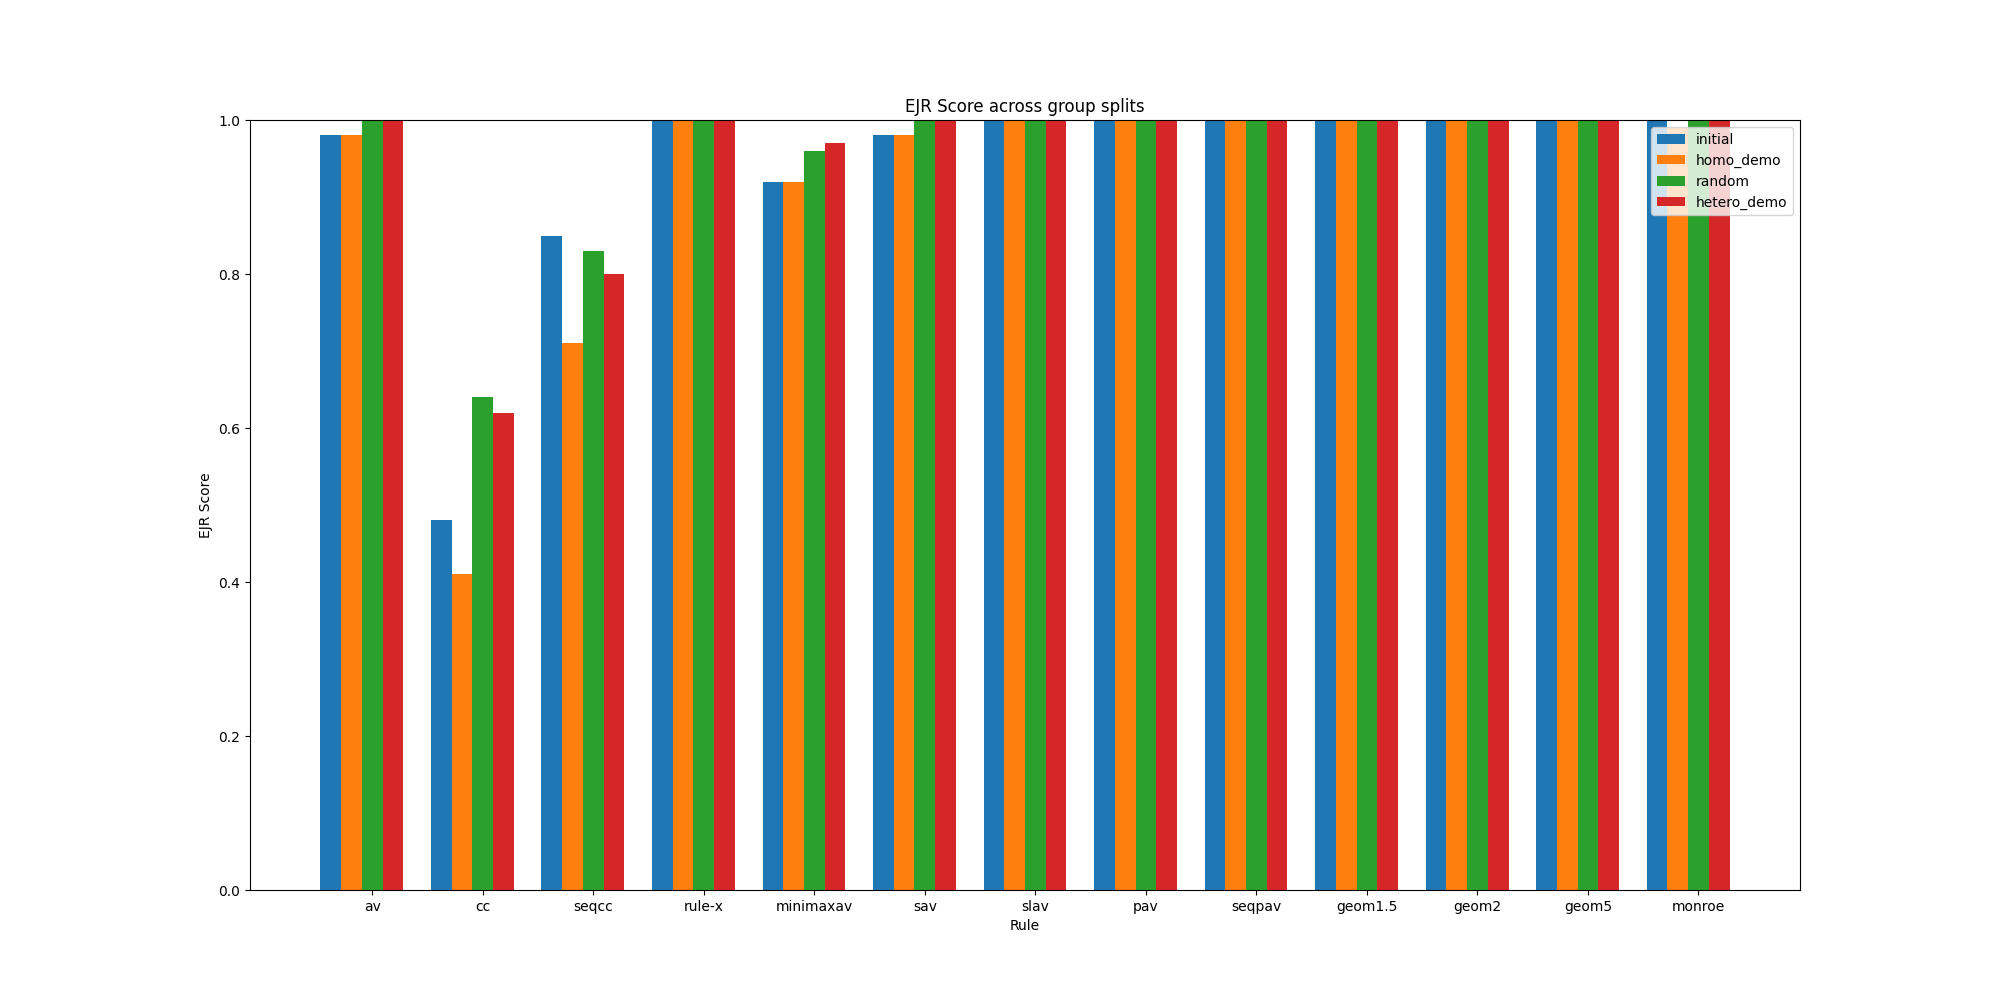 EJR Score across group splits
1.0
0.8
0.6
0.4
0.2
0.0
EJR Score
initial
homo_demo
random
hetero_demo
av cc seqcc rule-x minimaxav sav slav pav seqpav geom1.5 geom2 geom5 monroe
Rule